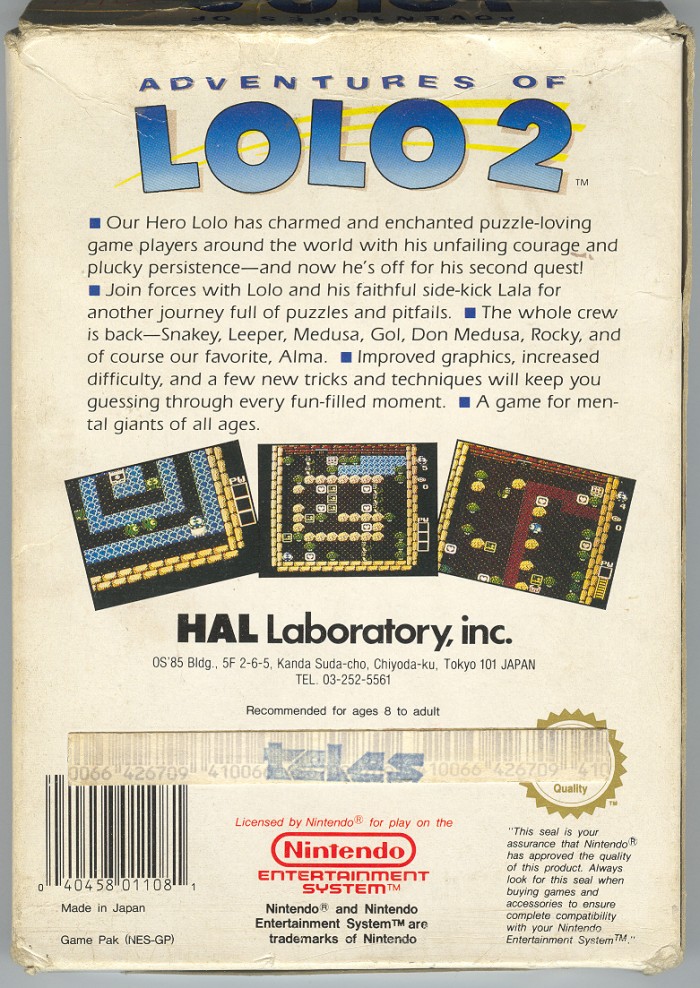 ADVENTURES OF
LOLO 2™
■ Our Hero Lolo has charmed and enchanted puzzle-loving
game players around the world with his unfailing courage and
plucky persistence—and now he's off for his second quest!
■ Join forces with Lolo and his faithful side-kick Lala for
another journey full of puzzles and pitfalls. ■ The whole crew
is back—Snakey, Leeper, Medusa, Gol, Don Medusa, Rocky, and
of course our favorite, Alma. ■ Improved graphics, increased
difficulty, and a few new tricks and techniques will keep you
guessing through every fun-filled moment. ■ A game for men-
tal giants of all ages.
HAL Laboratory, inc.
OS'85 Bldg., 5F 2-6-5, Kanda Suda-cho, Chiyoda-ku, Tokyo 101 JAPAN
TEL. 03-252-5561
Recommended for ages 8 to adult
0066 426709 41006 10066 426709 410
Quality
™
0 40458 01108 1
Made in Japan
Game Pak (NES-GP)
Licensed by Nintendo® for play on the
Nintendo
ENTERTAINMENT
SYSTEM™
Nintendo® and Nintendo
Entertainment System™ are
trademarks of Nintendo
"This seal is your
assurance that Nintendo®
has approved the quality
of this product. Always
look for this seal when
buying games and
accessories to ensure
complete compatibility
with your Nintendo
Entertainment System™."